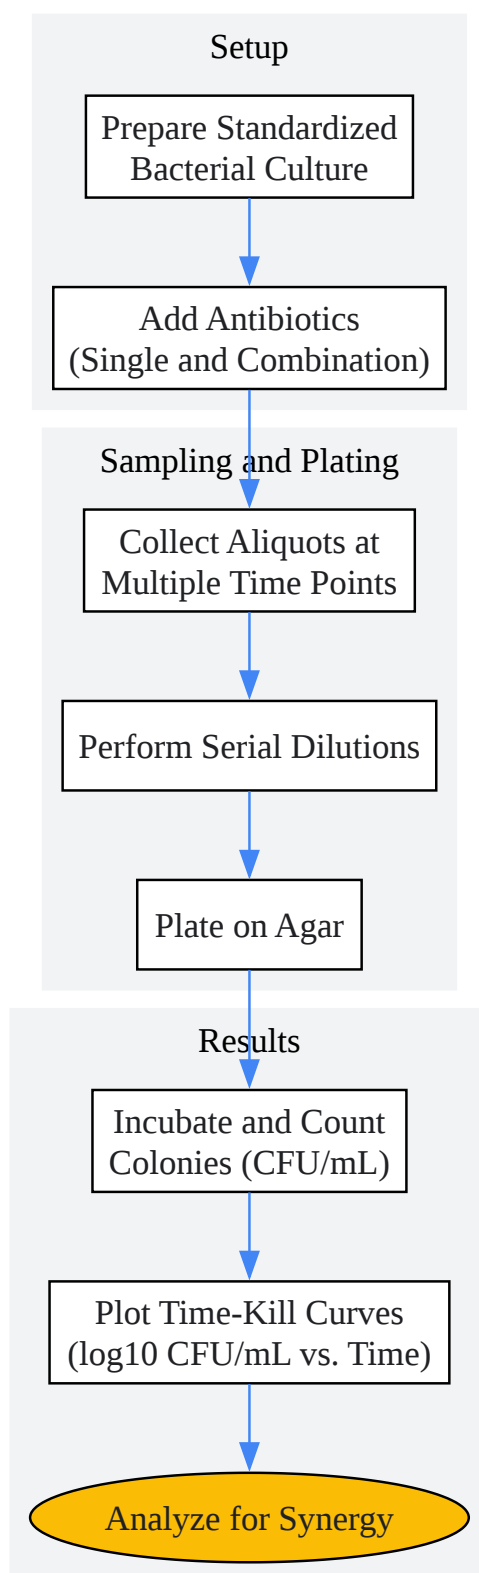 Setup
Prepare Standardized
Bacterial Culture
Add Antibiotics
(Single and Combination)
Sampling and Plating
Collect Aliquots at
Multiple Time Points
Perform Serial Dilutions
Plate on Agar
Results
Incubate and Count
Colonies (CFU/mL)
Plot Time-Kill Curves
(log10 CFU/mL vs. Time)
Analyze for Synergy